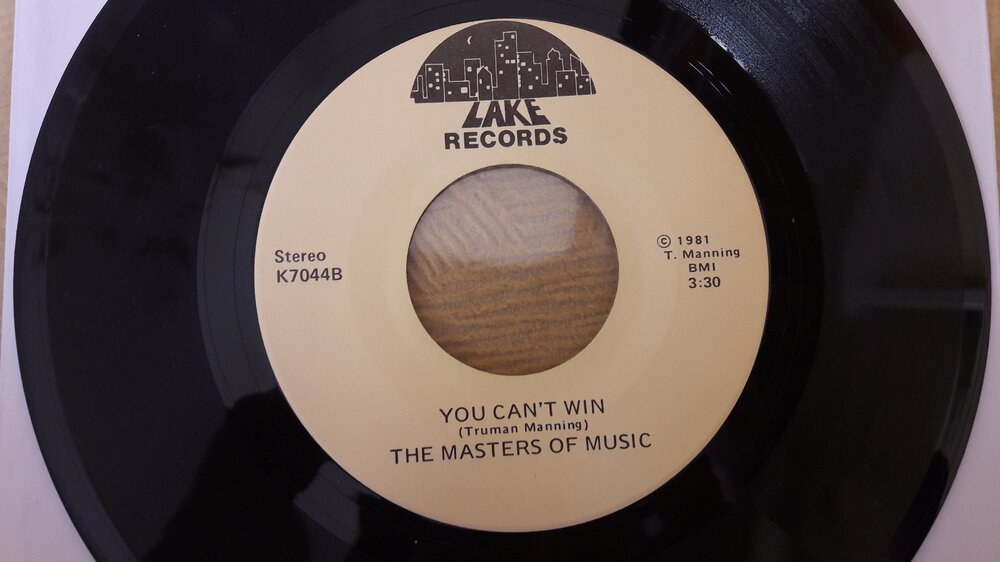 LAKE
RECORDS
Stereo
K7044B
© 1981
T. Manning
BMI
3:30
YOU CAN'T WIN
(Truman Manning)
THE MASTERS OF MUSIC